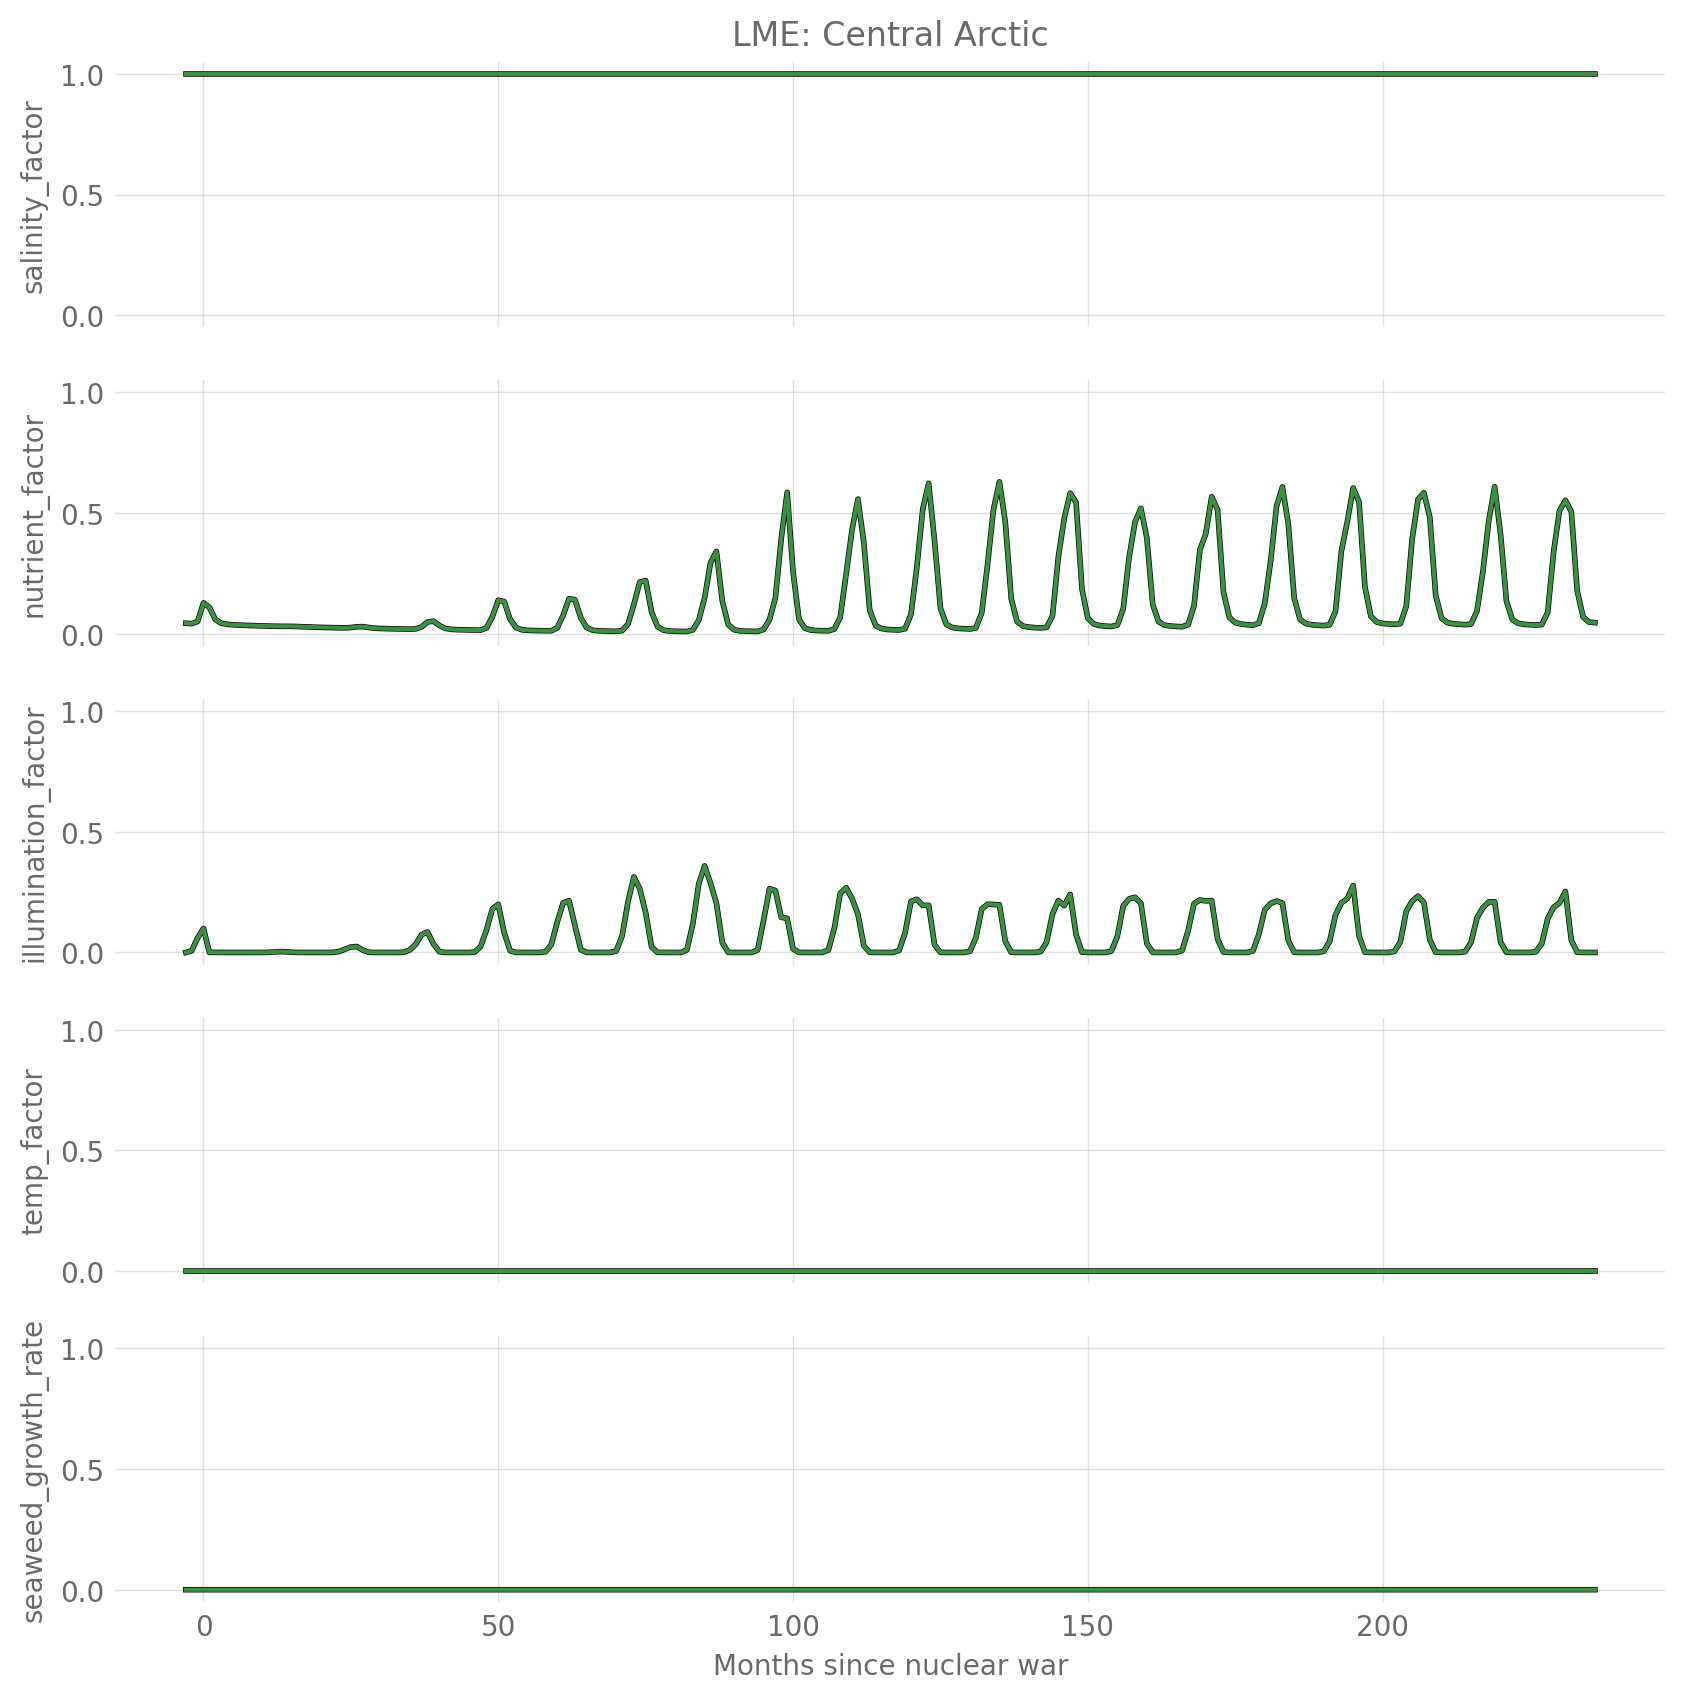 LME: Central Arctic
1.0
0.5
0.0
salinity_factor
1.0
0.5
0.0
nutrient_factor
1.0
0.5
0.0
illumination_factor
1.0
0.5
0.0
temp_factor
1.0
0.5
0.0
seaweed_growth_rate
0 50 100 150 200
Months since nuclear war